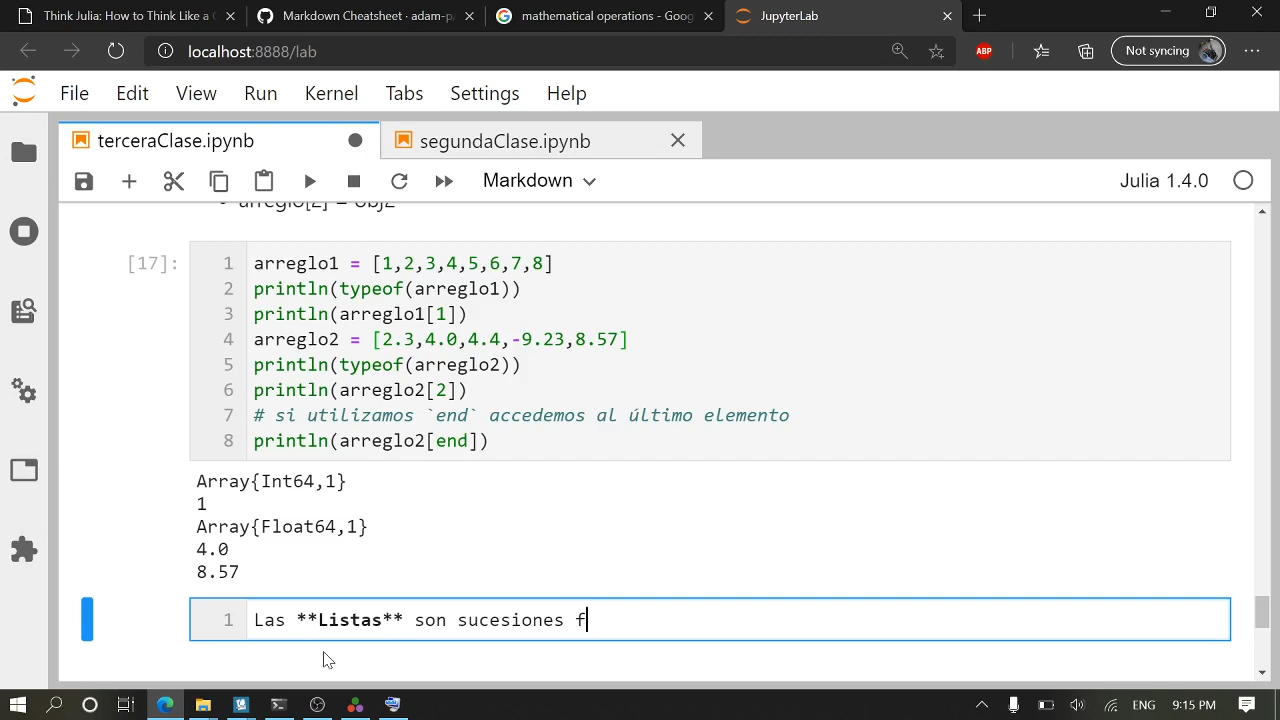 Think Julia: How to Think Like a C
Markdown Cheatsheet · adam-p/
mathematical operations - Goog
JupyterLab
localhost:8888/lab
ABP
Not syncing
File Edit View Run Kernel Tabs Settings Help
terceraClase.ipynb
segundaClase.ipynb
Markdown
Julia 1.4.0
• arreglo[2] = obj2
[17]:
1 arreglo1 = [1,2,3,4,5,6,7,8]
2 println(typeof(arreglo1))
3 println(arreglo1[1])
4 arreglo2 = [2.3,4.0,4.4,-9.23,8.57]
5 println(typeof(arreglo2))
6 println(arreglo2[2])
7 # si utilizamos `end` accedemos al último elemento
8 println(arreglo2[end])
Array{Int64,1}
1
Array{Float64,1}
4.0
8.57
1 Las **Listas** son sucesiones f
ENG
9:15 PM